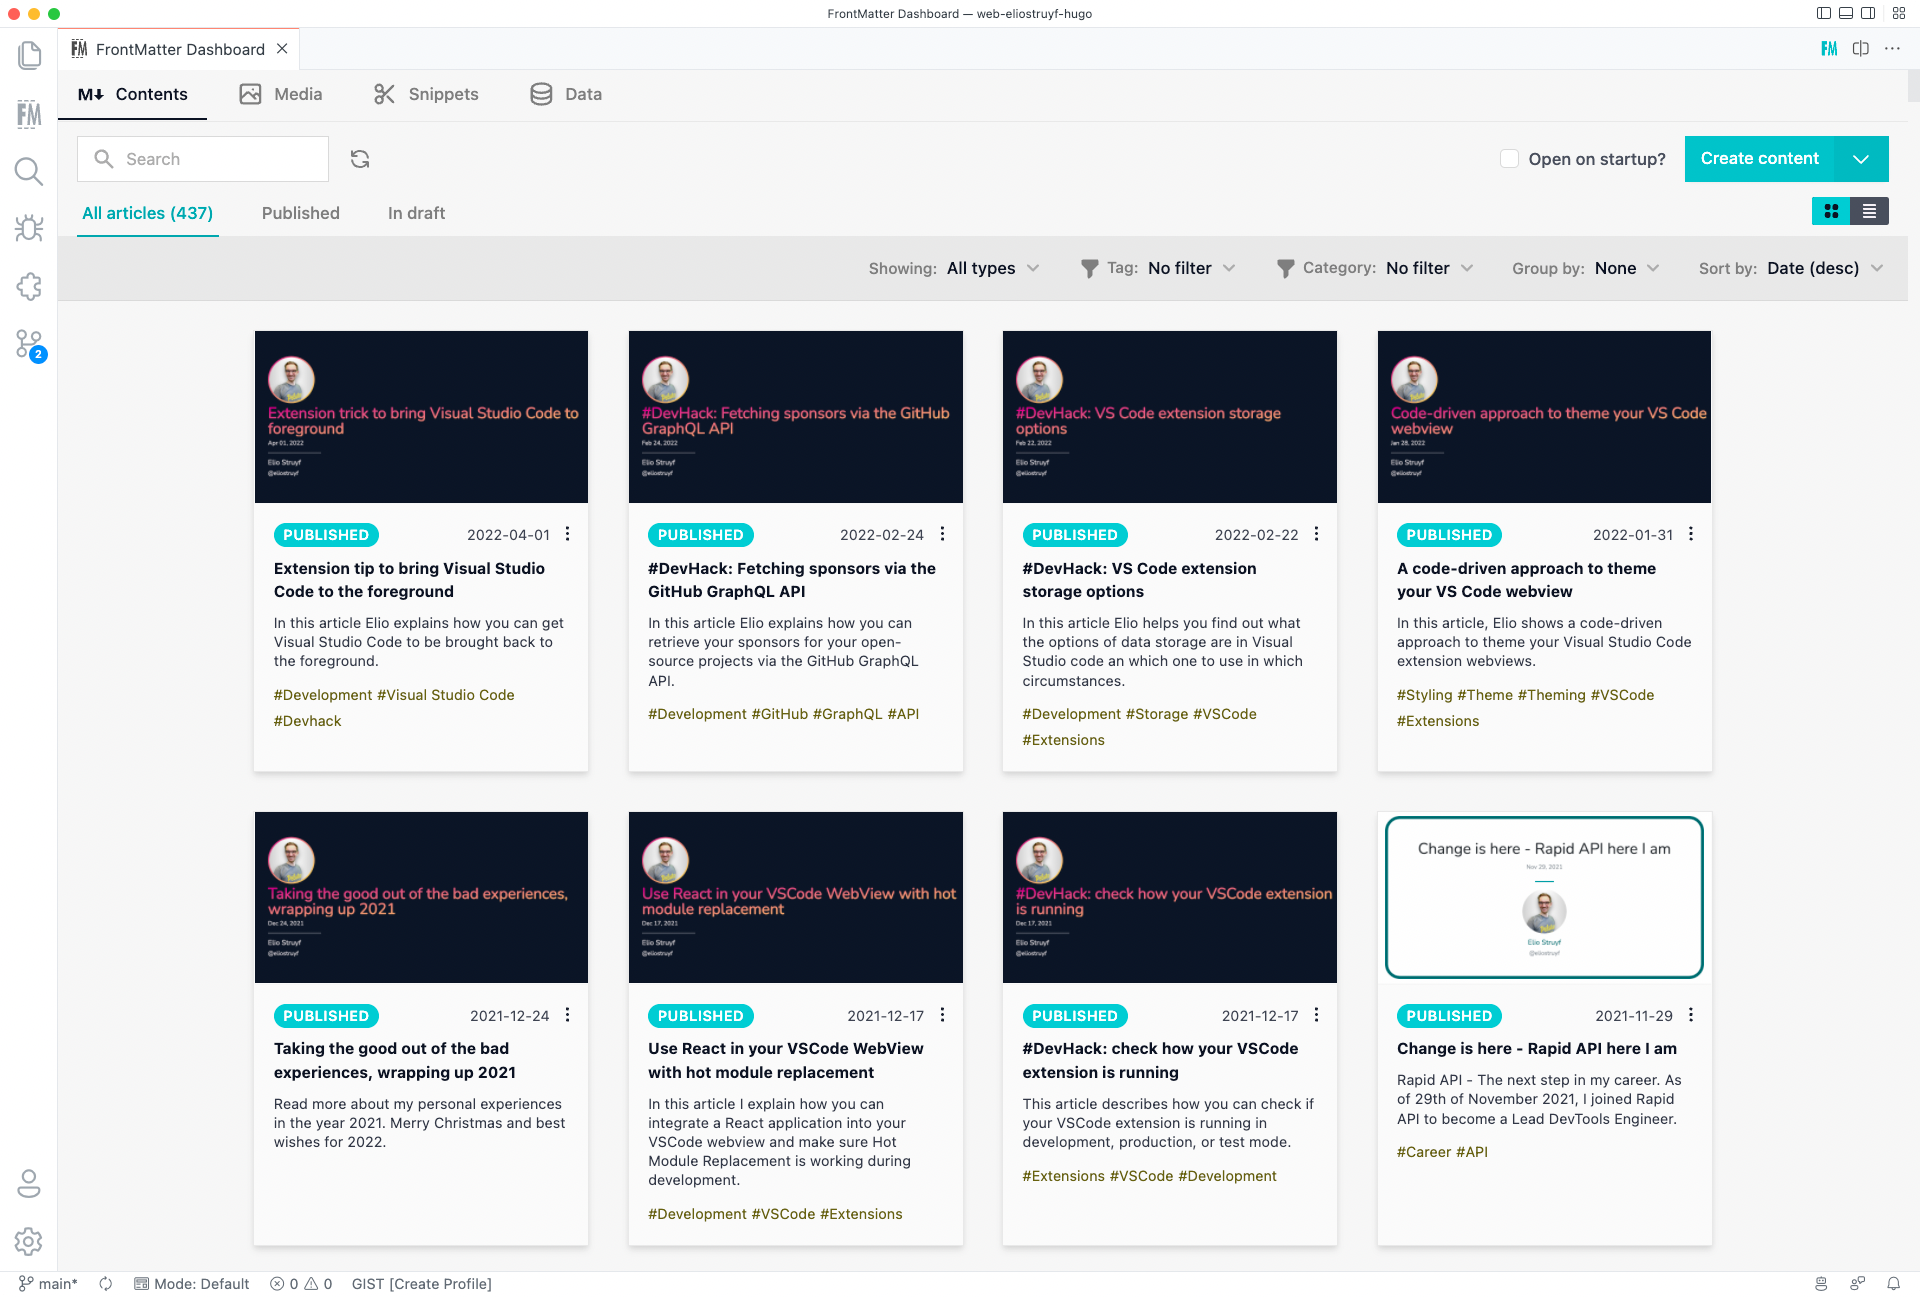 FrontMatter Dashboard — web-eliostruyf-hugo
FM FrontMatter Dashboard
FM
M Contents
Media
Snippets
Data
FM
Search
Open on startup?
Create content
All articles (437)
Published
In draft
Showing: All types
Tag: No filter
Category: No filter
Group by: None
Sort by: Date (desc)
2
Extension trick to bring Visual Studio Code to
foreground
Apr 01, 2022
Elio Struyf
@eliostruyf
PUBLISHED
2022-04-01
Extension tip to bring Visual Studio
Code to the foreground
In this article Elio explains how you can get
Visual Studio Code to be brought back to
the foreground.
#Development #Visual Studio Code
#Devhack
#DevHack: Fetching sponsors via the GitHub
GraphQL API
Feb 24, 2022
Elio Struyf
@eliostruyf
PUBLISHED
2022-02-24
#DevHack: Fetching sponsors via the
GitHub GraphQL API
In this article Elio explains how you can
retrieve your sponsors for your open-
source projects via the GitHub GraphQL
API.
#Development #GitHub #GraphQL #API
#DevHack: VS Code extension storage
options
Feb 22, 2022
Elio Struyf
@eliostruyf
PUBLISHED
2022-02-22
#DevHack: VS Code extension
storage options
In this article Elio helps you find out what
the options of data storage are in Visual
Studio code an which one to use in which
circumstances.
#Development #Storage #VSCode
#Extensions
Code-driven approach to theme your VS Code
webview
Jan 28, 2022
Elio Struyf
@eliostruyf
PUBLISHED
2022-01-31
A code-driven approach to theme
your VS Code webview
In this article, Elio shows a code-driven
approach to theme your Visual Studio Code
extension webviews.
#Styling #Theme #Theming #VSCode
#Extensions
Taking the good out of the bad experiences,
wrapping up 2021
Dec 24, 2021
Elio Struyf
@eliostruyf
PUBLISHED
2021-12-24
Taking the good out of the bad
experiences, wrapping up 2021
Read more about my personal experiences
in the year 2021. Merry Christmas and best
wishes for 2022.
Use React in your VSCode WebView with hot
module replacement
Dec 17, 2021
Elio Struyf
@eliostruyf
PUBLISHED
2021-12-17
Use React in your VSCode WebView
with hot module replacement
In this article I explain how you can
integrate a React application into your
VSCode webview and make sure Hot
Module Replacement is working during
development.
#Development #VSCode #Extensions
#DevHack: check how your VSCode extension
is running
Dec 17, 2021
Elio Struyf
@eliostruyf
PUBLISHED
2021-12-17
#DevHack: check how your VSCode
extension is running
This article describes how you can check if
your VSCode extension is running in
development, production, or test mode.
#Extensions #VSCode #Development
Change is here - Rapid API here I am
Nov 29, 2021
Elio Struyf
@eliostruyf
PUBLISHED
2021-11-29
Change is here - Rapid API here I am
Rapid API - The next step in my career. As
of 29th of November 2021, I joined Rapid
API to become a Lead DevTools Engineer.
#Career #API
main*
Mode: Default
0
0
GIST [Create Profile]